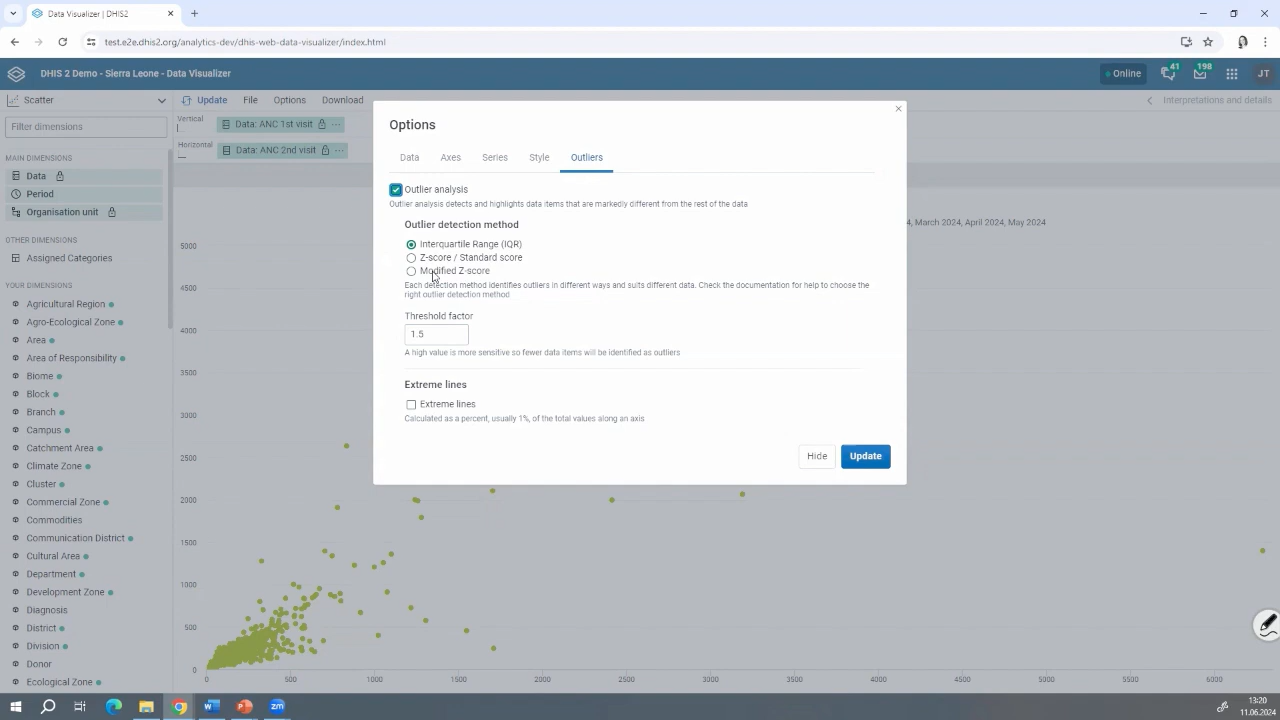 Data Visualizer | DHIS2
test.e2e.dhis2.org/analytics-dev/dhis-web-data-visualizer/index.html
DHIS 2 Demo - Sierra Leone - Data Visualizer
Online
41
198
JT
Scatter
Update
File
Options
Download
Interpretations and details
Filter dimensions
Vertical
Data: ANC 1st visit
Horizontal
Data: ANC 2nd visit
MAIN DIMENSIONS
Data
Period
Organisation unit
OTHER DIMENSIONS
Assigned Categories
YOUR DIMENSIONS
Agricultural Region
Agro-Ecological Zone
Area
Area of Responsibility
Biome
Block
Branch
Campus
Catchment Area
Climate Zone
Cluster
Commercial Zone
Commodities
Communication District
Cultural Area
Department
Development Zone
Diagnosis
District
Division
Donor
Ecological Zone
Options
Data
Axes
Series
Style
Outliers
Outlier analysis
Outlier analysis detects and highlights data items that are markedly different from the rest of the data
Outlier detection method
Interquartile Range (IQR)
Z-score / Standard score
Modified Z-score
Each detection method identifies outliers in different ways and suits different data. Check the documentation for help to choose the
right outlier detection method
Threshold factor
1.5
A high value is more sensitive so fewer data items will be identified as outliers
Extreme lines
Extreme lines
Calculated as a percent, usually 1%, of the total values along an axis
Hide
Update
, March 2024, April 2024, May 2024
5000
4500
4000
3500
3000
2500
2000
1500
1000
500
0
0
500
1000
1500
2000
2500
3000
3500
4000
4500
5000
5500
6000
13:20
11.06.2024